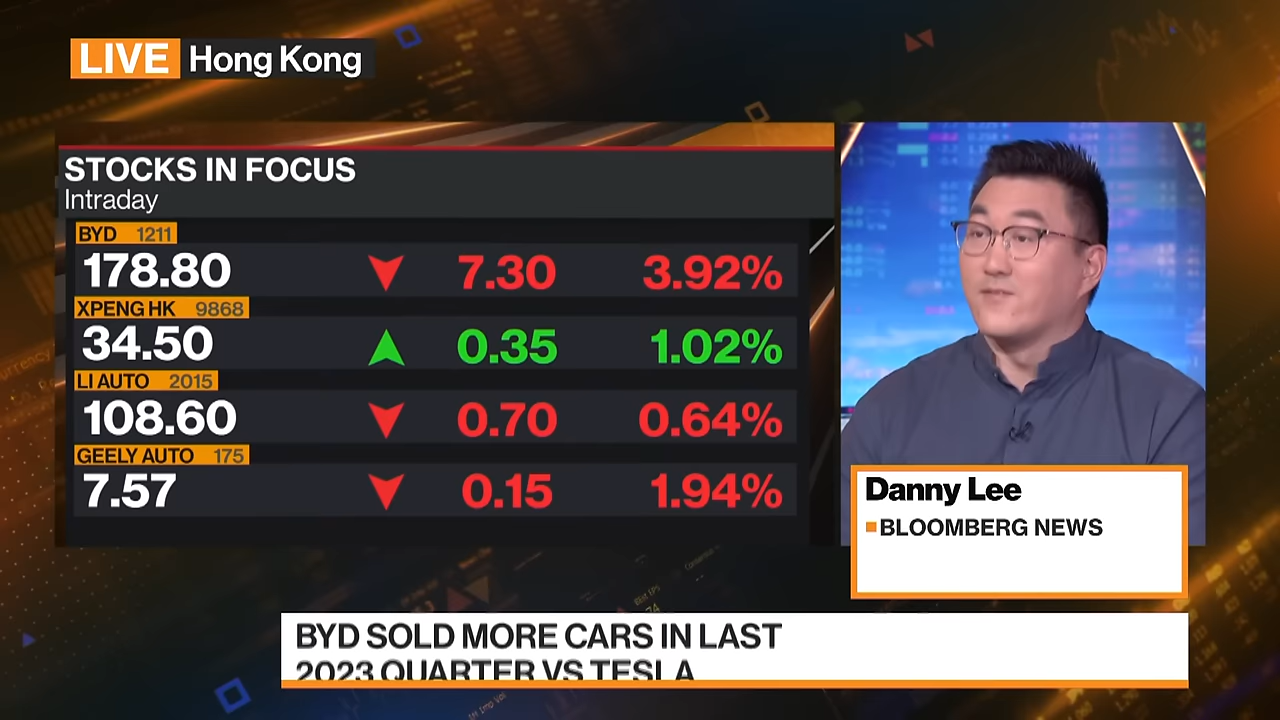 LIVE Hong Kong
STOCKS IN FOCUS
Intraday
BYD 1211
178.80 7.30 3.92%
XPENG HK 9868
34.50 0.35 1.02%
LI AUTO 2015
108.60 0.70 0.64%
GEELY AUTO 175
7.57 0.15 1.94%
Danny Lee
BLOOMBERG NEWS
BYD SOLD MORE CARS IN LAST
2023 QUARTER VS TESLA